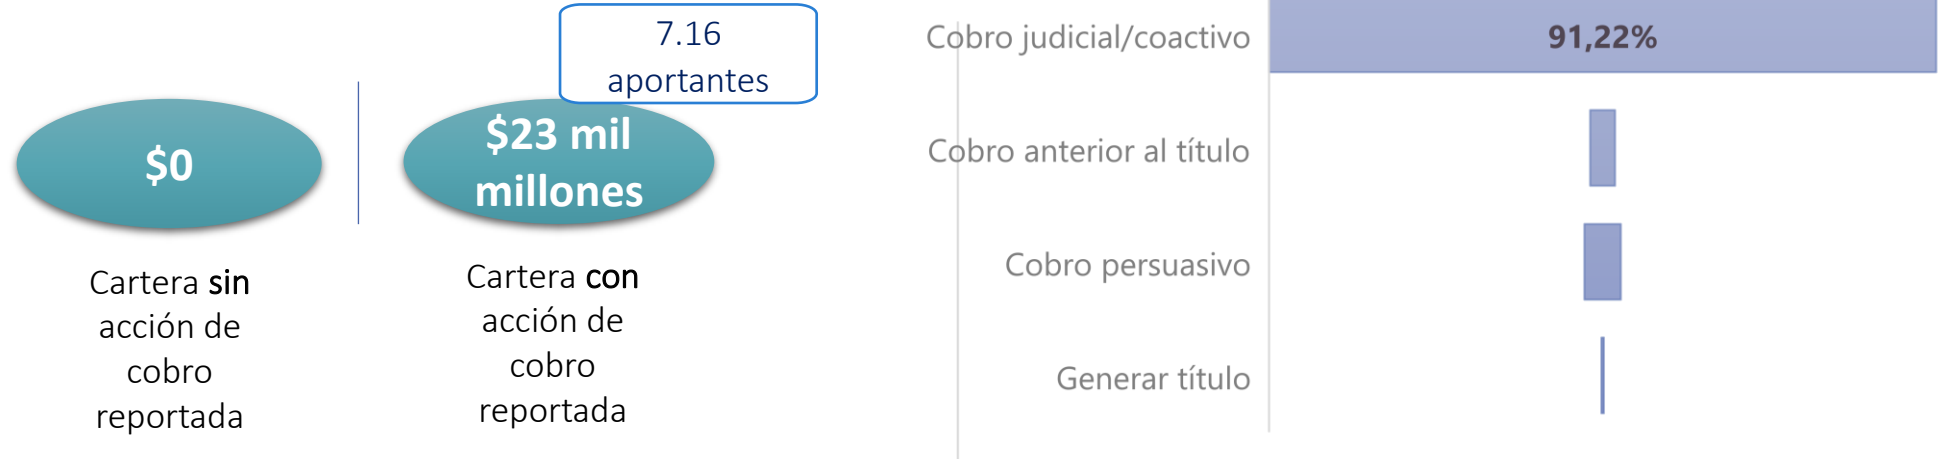 7.16
aportantes
$0
Cartera sin
acción de
cobro
reportada
$23 mil
millones
Cartera con
acción de
cobro
reportada
Cobro judicial/coactivo
91,22%
Cobro anterior al título
Cobro persuasivo
Generar título